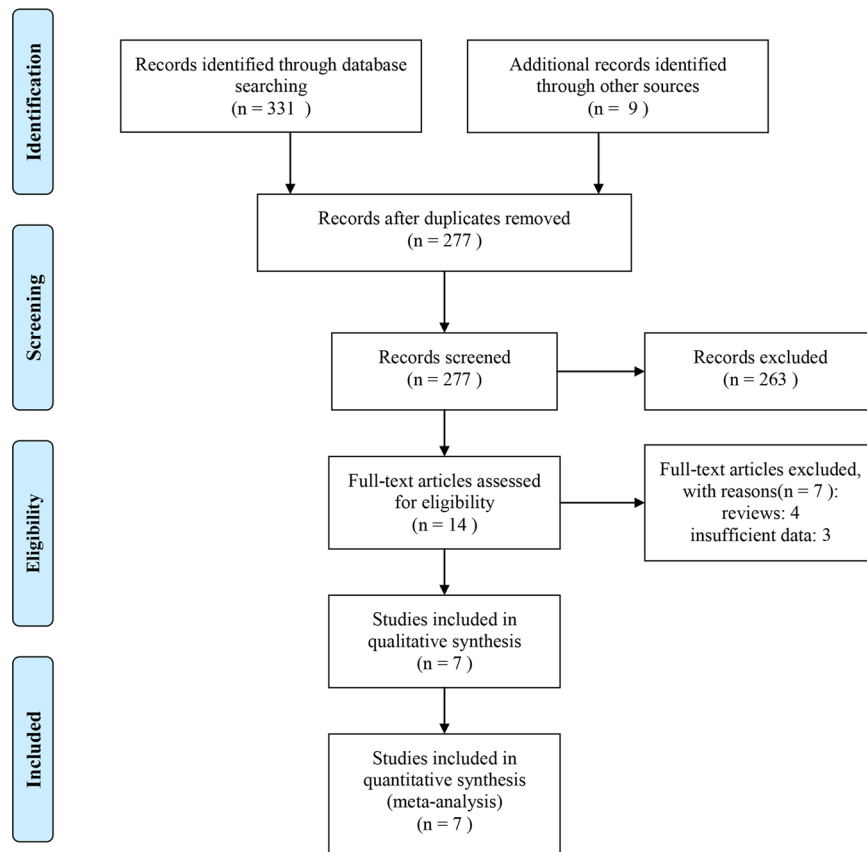 Identification
Records identified through database
searching
(n = 331 )
Additional records identified
through other sources
(n = 9 )
Records after duplicates removed
(n = 277 )
Screening
Records screened
(n = 277 )
Records excluded
(n = 263 )
Eligibility
Full-text articles assessed
for eligibility
(n = 14 )
Full-text articles excluded,
with reasons(n = 7 ):
reviews: 4
insufficient data: 3
Studies included in
qualitative synthesis
(n = 7 )
Included
Studies included in
quantitative synthesis
(meta-analysis)
(n = 7 )